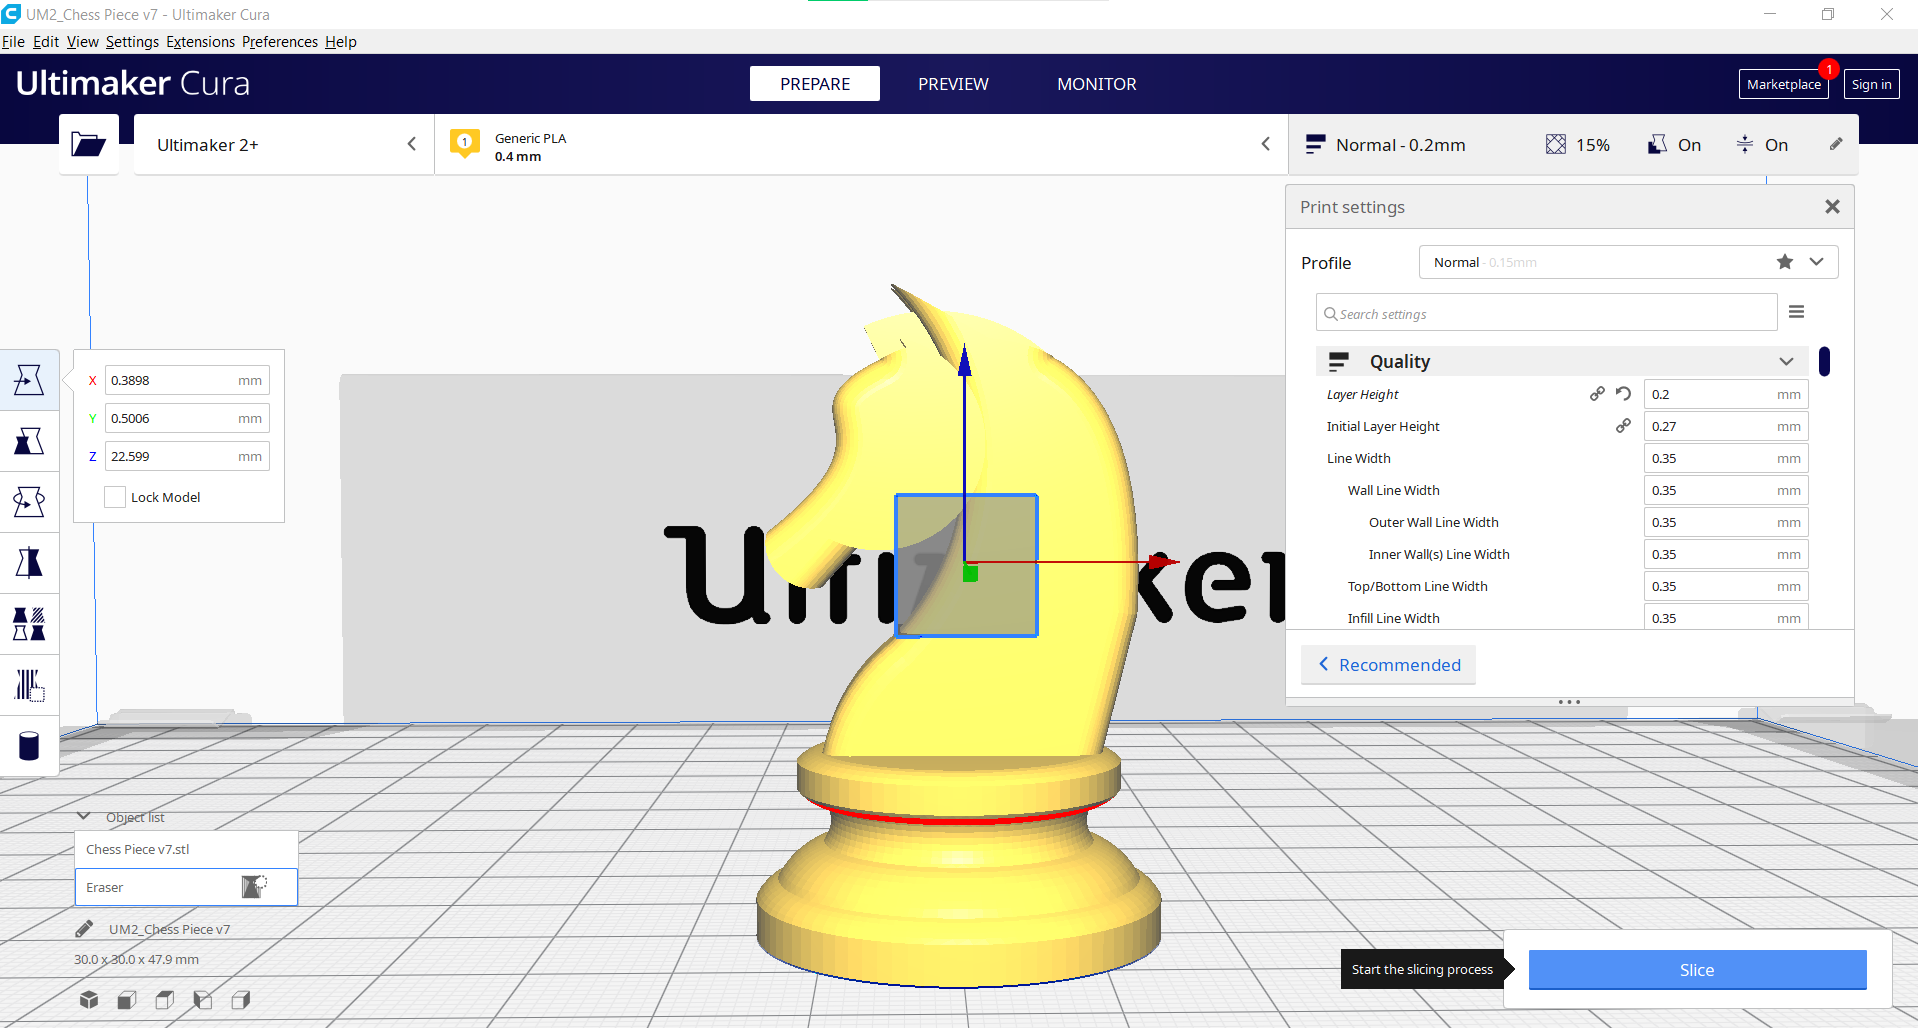 UM2_Chess Piece v7 - Ultimaker Cura
File Edit View Settings Extensions Preferences Help
Ultimaker Cura
PREPARE
PREVIEW
MONITOR
Marketplace
1
Sign in
Ultimaker 2+
1
Generic PLA
0.4 mm
Normal - 0.2mm
15%
On
On
Print settings
Profile
Normal - 0.15mm
Search settings
Quality
Layer Height 0.2 mm
Initial Layer Height 0.27 mm
Line Width 0.35 mm
Wall Line Width 0.35 mm
Outer Wall Line Width 0.35 mm
Inner Wall(s) Line Width 0.35 mm
Top/Bottom Line Width 0.35 mm
Infill Line Width 0.35 mm
Recommended
X 0.3898 mm
Y 0.5006 mm
Z 22.599 mm
Lock Model
Object list
Chess Piece v7.stl
Eraser
UM2_Chess Piece v7
30.0 x 30.0 x 47.9 mm
Start the slicing process
Slice